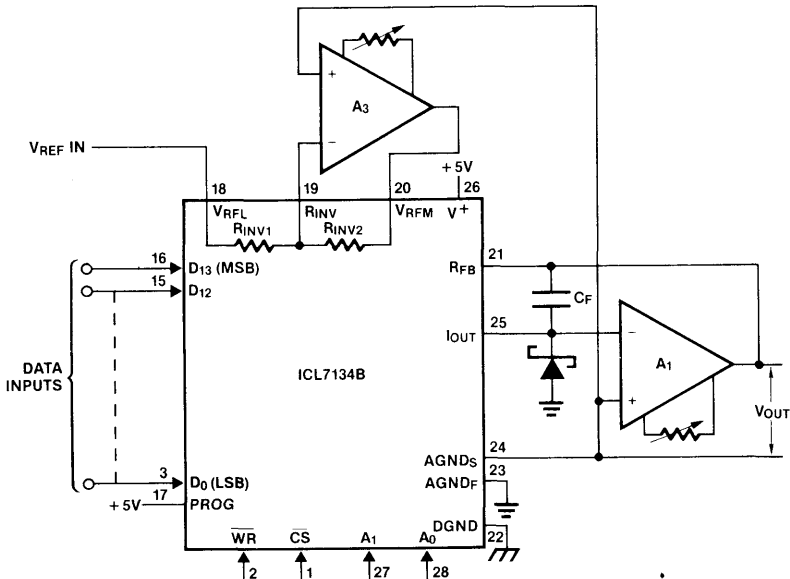 A3
+
−
VREF IN
+5V
18
19
20
26
VRFL
RINV
VRFM
V+
RINV1
RINV2
16
D13 (MSB)
15
D12
DATA
INPUTS
3
D0 (LSB)
17
+5V
PROG
ICL7134B
21
RFB
CF
25
IOUT
−
A1
+
VOUT
24
AGNDS
23
AGNDF
DGND
22
WR
CS
A1
A0
2
1
27
28